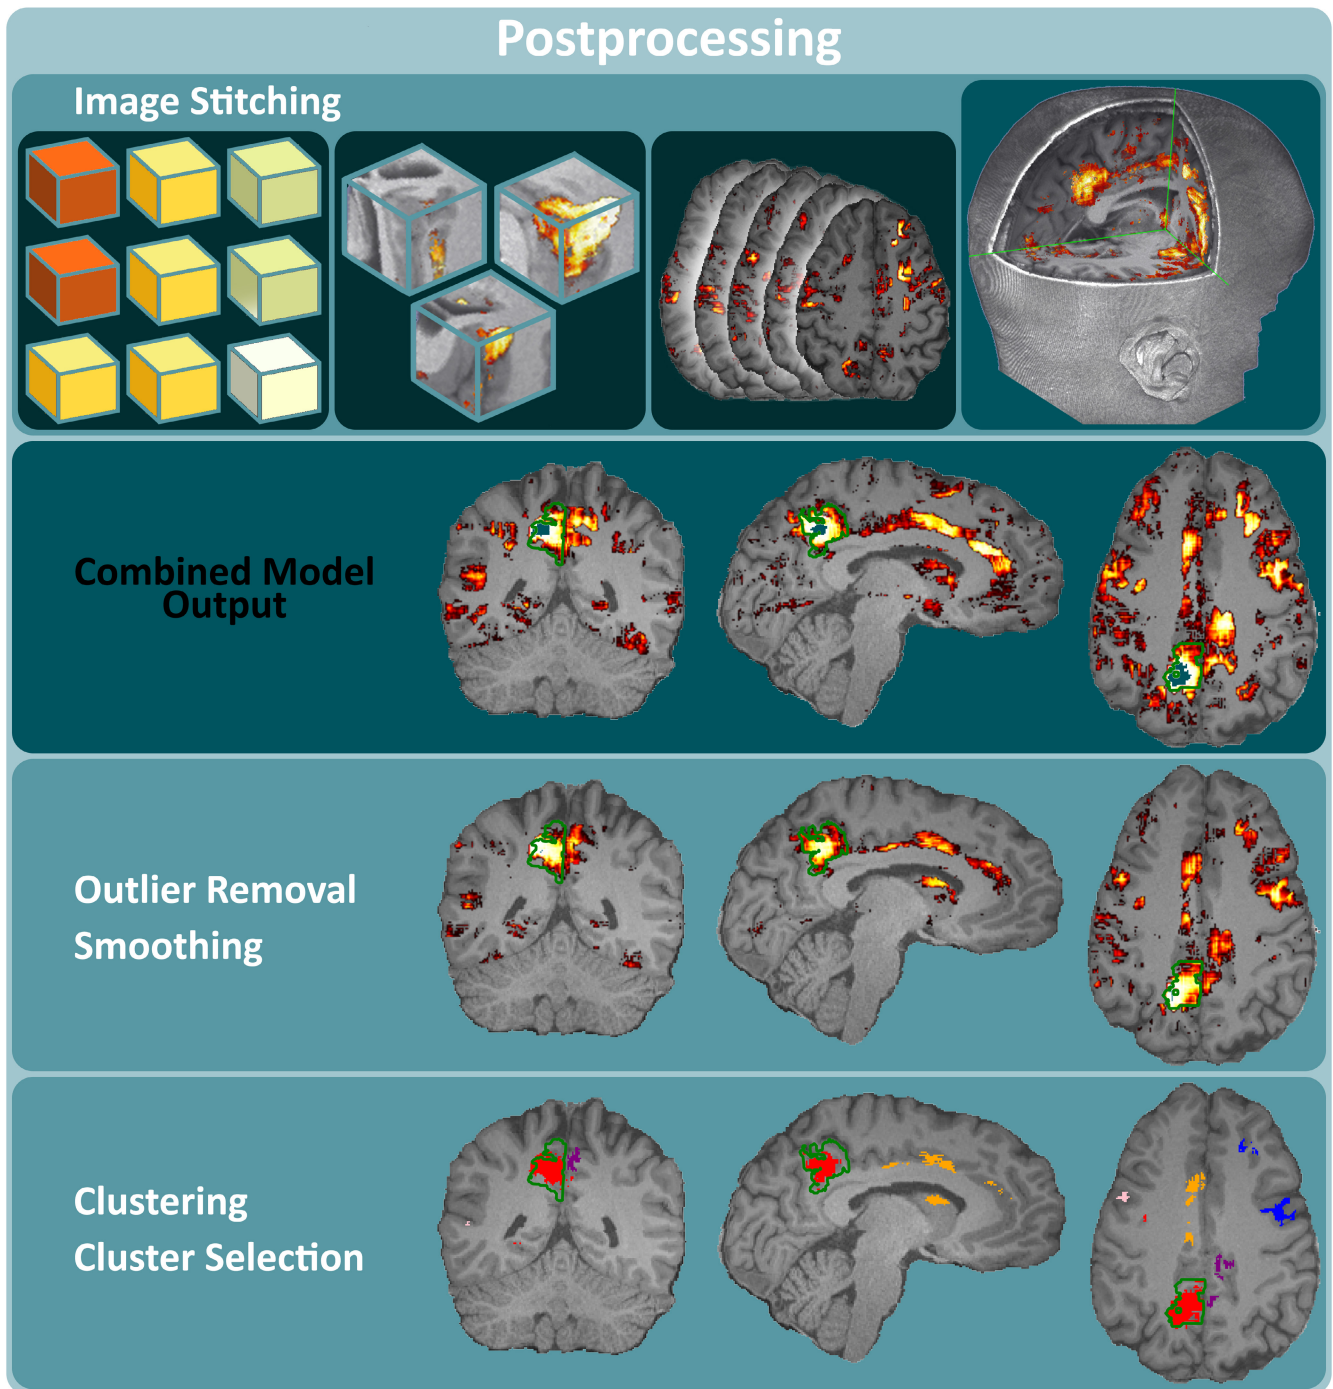 Postprocessing
Image Stitching
Combined Model
Output
Outlier Removal
Smoothing
Clustering
Cluster Selection